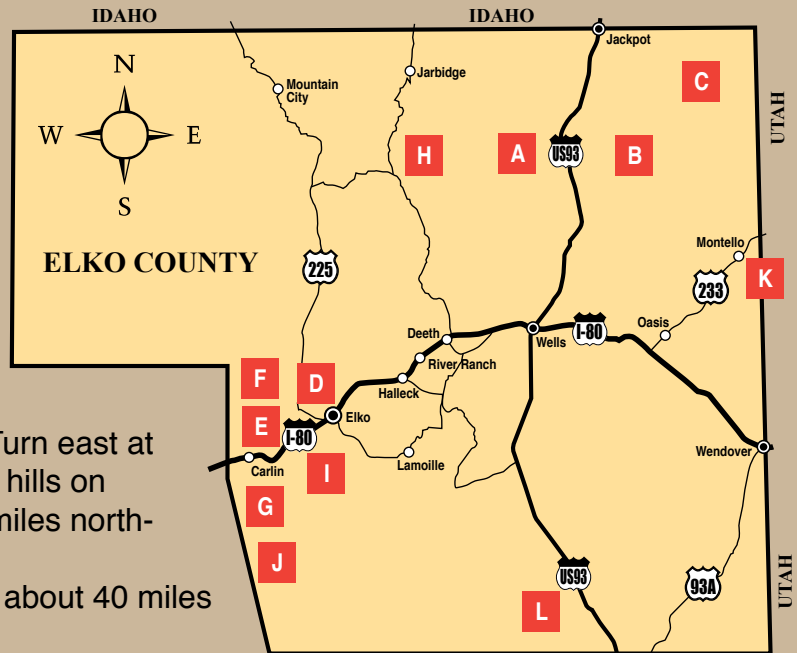 IDAHO IDAHO
Jackpot
N
Mountain
City
Jarbidge
C
UTAH
W E
H A US93 B
S
ELKO COUNTY
225
Montello
233
K
Deeth
Wells
I-80
Oasis
River Ranch
F D
Halleck
E
I-80
Elko
Turn east at
hills on
miles north-
about 40 miles
Carlin
I
Lamoille
Wendover
G
J
US93
93A
UTAH
L